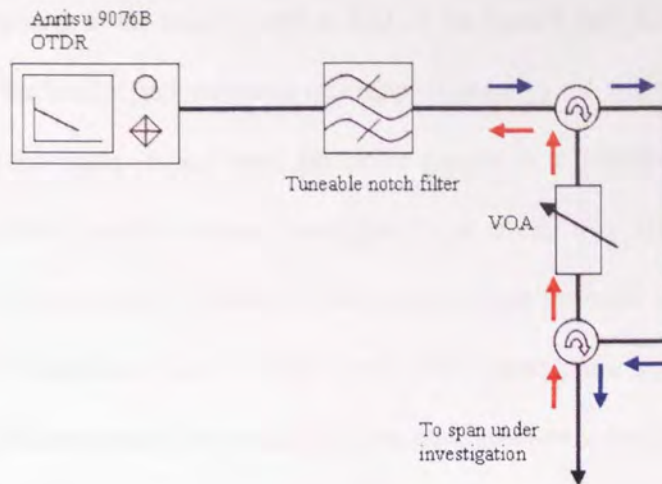 Anritsu 9076B
OTDR
Tuneable notch filter
VOA
To span under
investigation